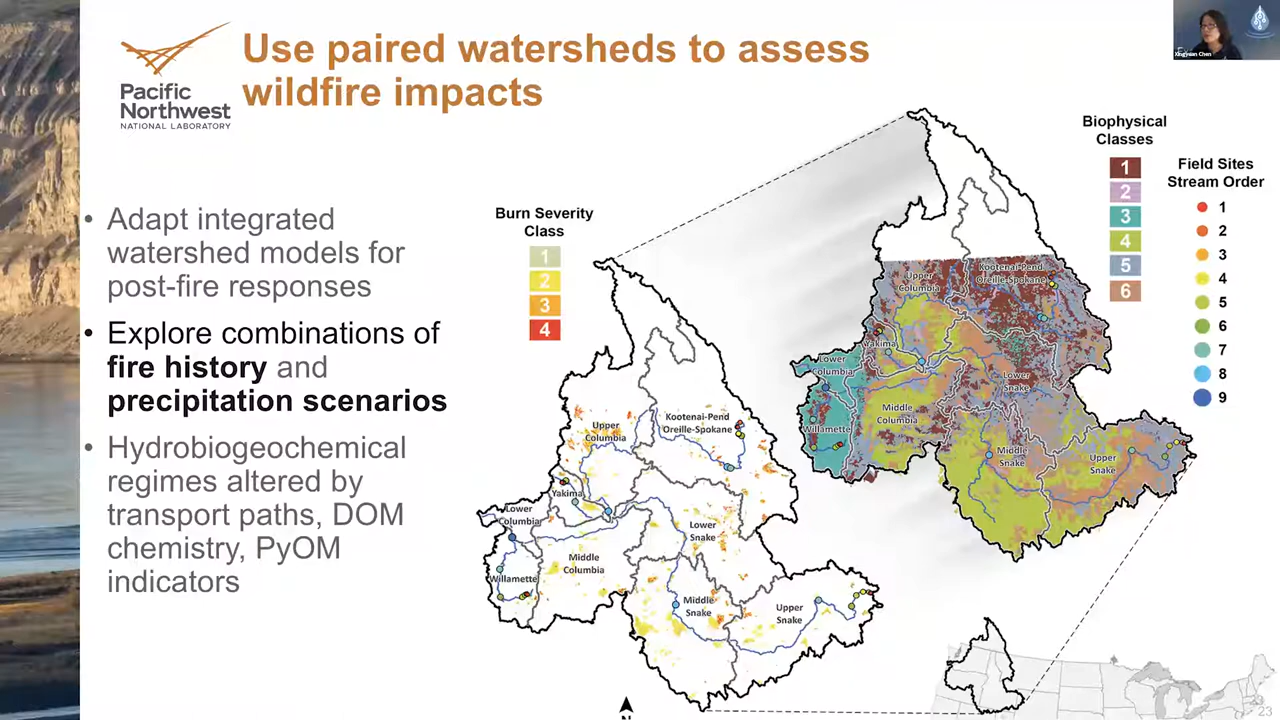 Use paired watersheds to assess
wildfire impacts
Pacific
Northwest
NATIONAL LABORATORY
Xingyuan Chen
• Adapt integrated
watershed models for
post-fire responses
• Explore combinations of
fire history and
precipitation scenarios
• Hydrobiogeochemical
regimes altered by
transport paths, DOM
chemistry, PyOM
indicators
Burn Severity
Class
1
2
3
4
Upper
Columbia
Kootenai-Pend
Oreille-Spokane
Yakima
Lower
Columbia
Lower
Snake
Middle
Columbia
Willamette
Middle
Snake
Upper
Snake
N
Biophysical
Classes
1
2
3
4
5
6
Field Sites
Stream Order
1
2
3
4
5
6
7
8
9
Upper
Columbia
Kootenai-Pend
Oreille-Spokane
Yakima
Lower
Columbia
Lower
Snake
Middle
Columbia
Willamette
Middle
Snake
Upper
Snake
23